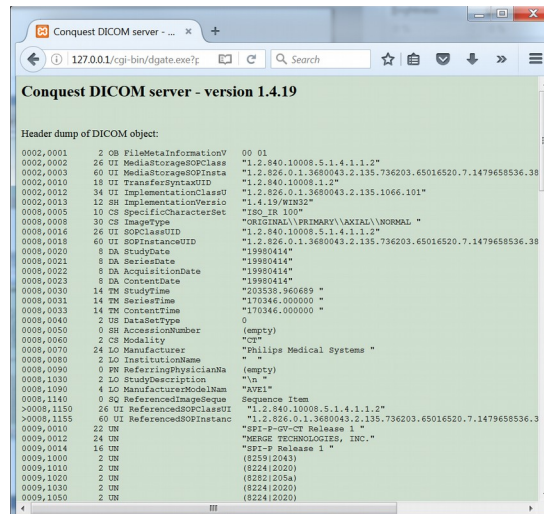 Conquest DICOM server - ... × +
127.0.0.1/cgi-bin/dgate.exe?p Search
Conquest DICOM server - version 1.4.19
Header dump of DICOM object:
0002,0001 2 OB FileMetaInformationV 00 01
0002,0002 26 UI MediaStorageSOPClass "1.2.840.10008.5.1.4.1.1.2"
0002,0003 60 UI MediaStorageSOPInsta "1.2.826.0.1.3680043.2.135.736203.65016520.7.1479658536.38
0002,0010 18 UI TransferSyntaxUID "1.2.840.10008.1.2"
0002,0012 34 UI ImplementationClassU "1.2.826.0.1.3680043.2.135.1066.101"
0002,0013 12 SH ImplementationVersio "1.4.19/WIN32"
0008,0005 10 CS SpecificCharacterSet "ISO_IR 100"
0008,0008 30 CS ImageType "ORIGINAL\\PRIMARY\\AXIAL\\NORMAL "
0008,0016 26 UI SOPClassUID "1.2.840.10008.5.1.4.1.1.2"
0008,0018 60 UI SOPInstanceUID "1.2.826.0.1.3680043.2.135.736203.65016520.7.1479658536.38
0008,0020 8 DA StudyDate "19980414"
0008,0021 8 DA SeriesDate "19980414"
0008,0022 8 DA AcquisitionDate "19980414"
0008,0023 8 DA ContentDate "19980414"
0008,0030 14 TM StudyTime "203538.960689 "
0008,0031 14 TM SeriesTime "170346.000000 "
0008,0033 14 TM ContentTime "170346.000000 "
0008,0040 2 US DataSetType 0
0008,0050 0 SH AccessionNumber (empty)
0008,0060 2 CS Modality "CT"
0008,0070 24 LO Manufacturer "Philips Medical Systems "
0008,0080 2 LO InstitutionName "  "
0008,0090 0 PN ReferringPhysicianNa (empty)
0008,1030 2 LO StudyDescription "\n "
0008,1090 4 LO ManufacturerModelNam "AVE1"
0008,1140 0 SQ ReferencedImageSeque Sequence Item
>0008,1150 26 UI ReferencedSOPClassUI "1.2.840.10008.5.1.4.1.1.2"
>0008,1155 60 UI ReferencedSOPInstanc "1.2.826.0.1.3680043.2.135.736203.65016520.7.1479658536.3
0009,0010 22 UN "SPI-P-GV-CT Release 1 "
0009,0012 24 UN "MERGE TECHNOLOGIES, INC."
0009,0014 16 UN "SPI-P Release 1 "
0009,1000 2 UN (8259|2043)
0009,1010 2 UN (8224|2020)
0009,1020 2 UN (8282|205a)
0009,1030 2 UN (8224|2020)
0009,1040 2 UN (8224|2020)
0009,1050 2 UN (8224|2020)